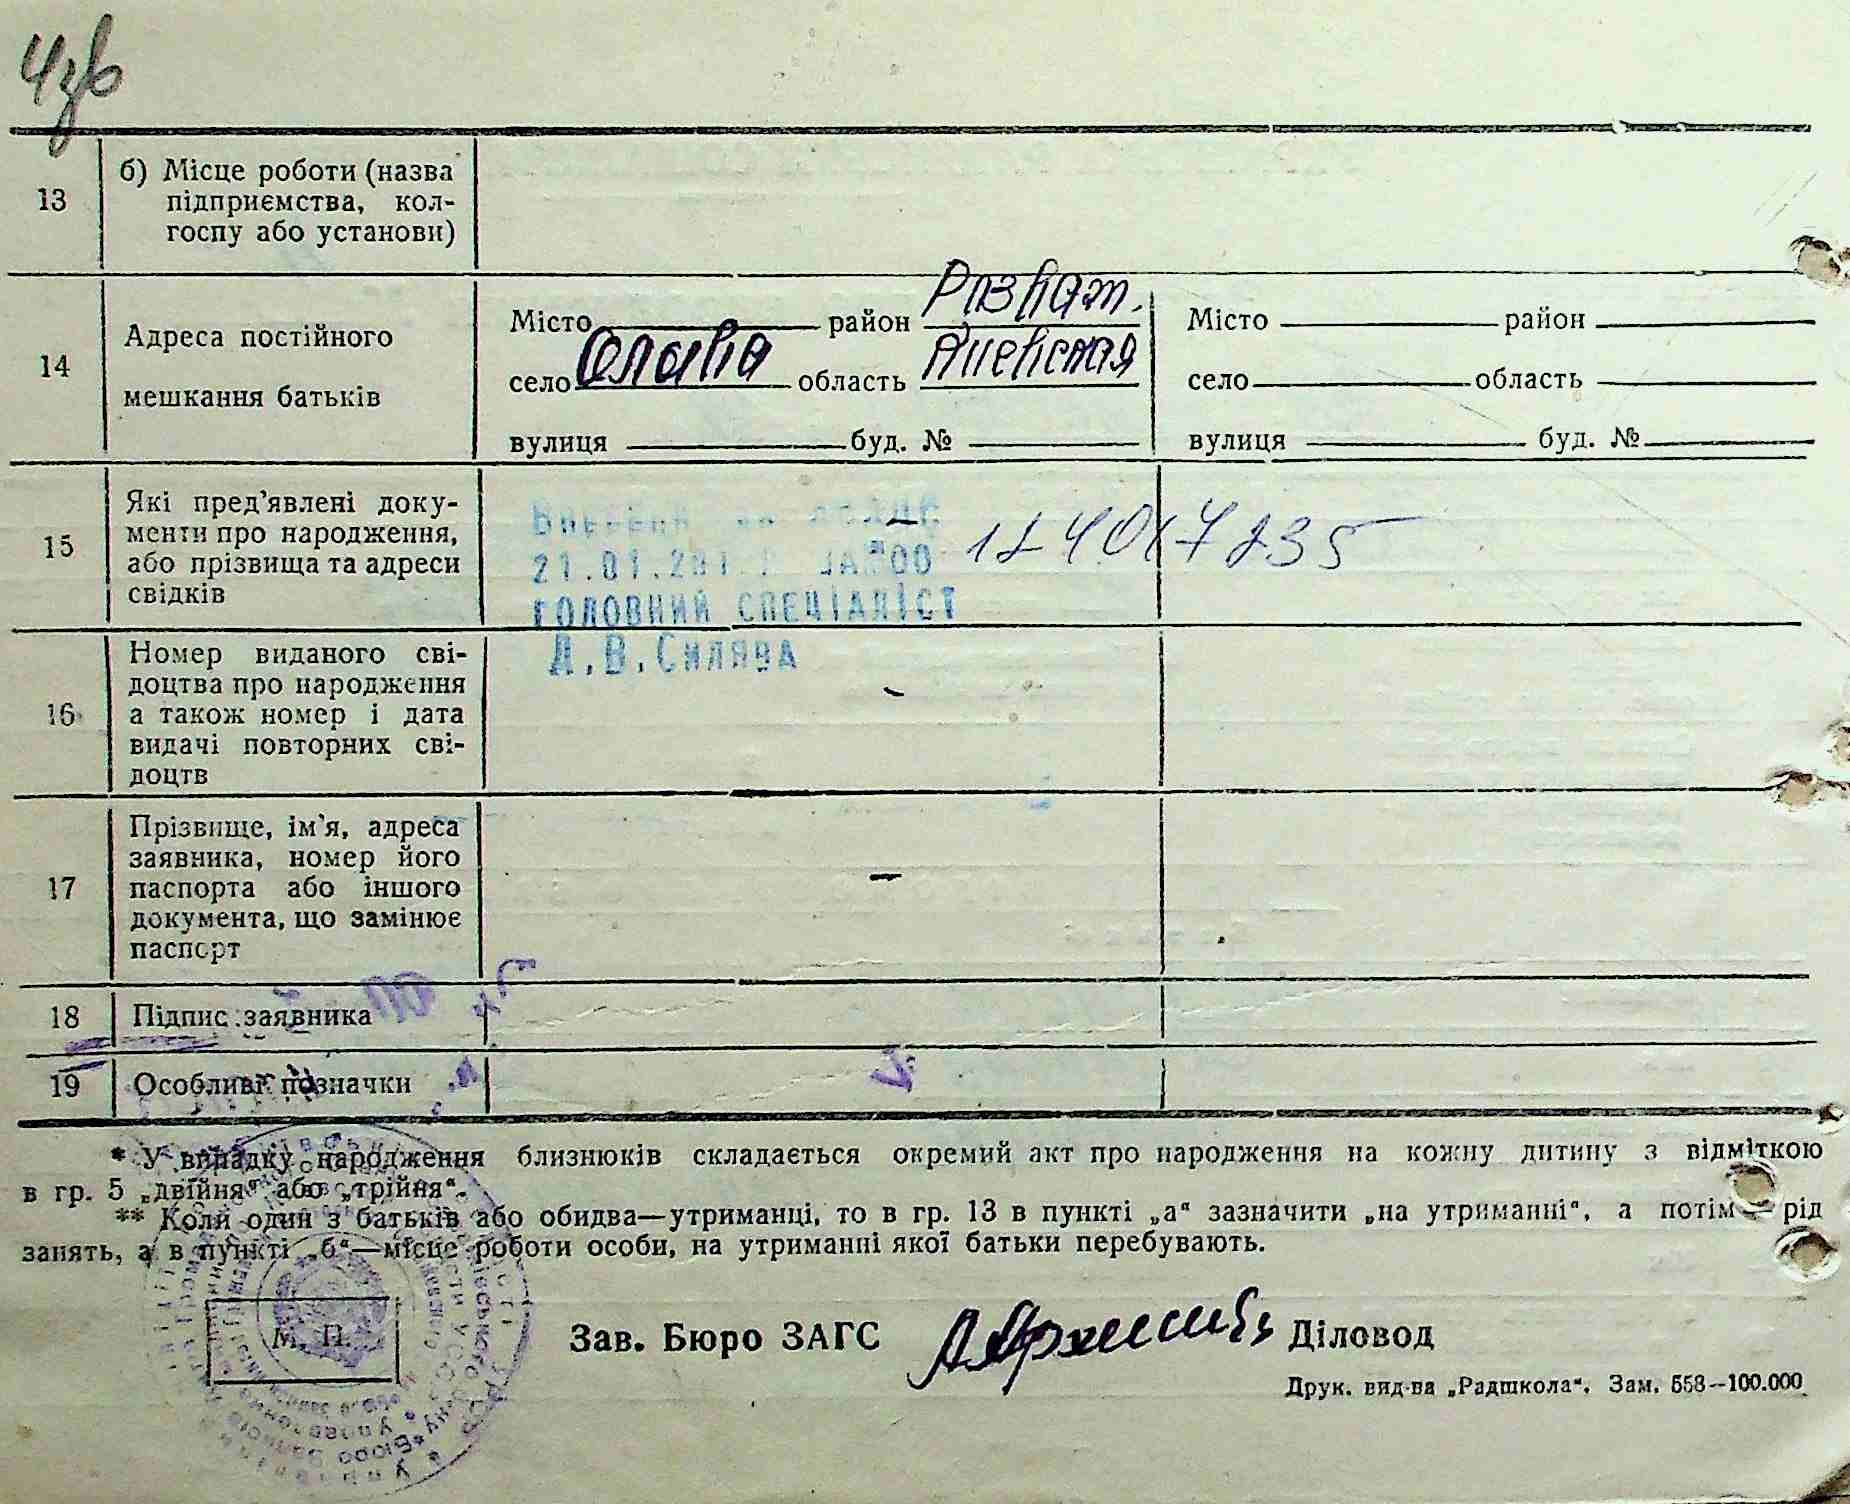 13
б) Місце роботи (назва
підприємства, кол-
госпу або установи)
14
Адреса постійного
мешкання батьків
Місто район Ризкат.
село область
вулиця буд. №
Місто район
село область
вулиця буд. №
15
Які пред'явлені доку-
менти про народження,
або прізвища та адреси
свідків
ГОЛОВНИЙ СПЕЦІАЛІСТ
Д.В.Силява
16
Номер виданого сві-
доцтва про народження
а також номер і дата
видачі повторних сві-
доцтв
17
Прізвище, ім'я, адреса
заявника, номер його
паспорта або іншого
документа, що замінює
паспорт
18
Підпис заявника
19
Особливі позначки
* У випадку народження близнюків складається окремий акт про народження на кожну дитину з відміткою
в гр. 5 „двійня“ або „трійня“.
** Коли один з батьків або обидва—утриманці, то в гр. 13 в пункті „а“ зазначити „на утриманні“, а потім рід
занять, а в пункті „б“—місце роботи особи, на утриманні якої батьки перебувають.
М. П.
Зав. Бюро ЗАГС Діловод
Друк. вид-ва „Радшкола“. Зам. 558—100.000